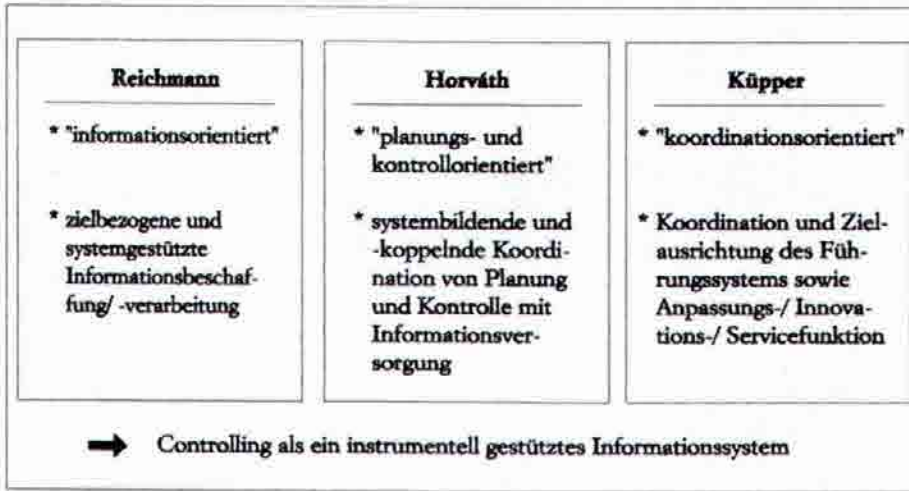 Reichmann
* "informationsorientiert"
* zielbezogene und
systemgestützte
Informationsbeschaf-
fung/ -verarbeitung
Horváth
* "planungs- und
kontrollorientiert"
* systembildende und
-koppelnde Koordi-
nation von Planung
und Kontrolle mit
Informationsver-
sorgung
Küpper
* "koordinationsorientiert"
* Koordination und Ziel-
ausrichtung des Füh-
rungssystems sowie
Anpassungs-/ Innova-
tions-/ Servicefunktion
➡ Controlling als ein instrumentell gestütztes Informationssystem